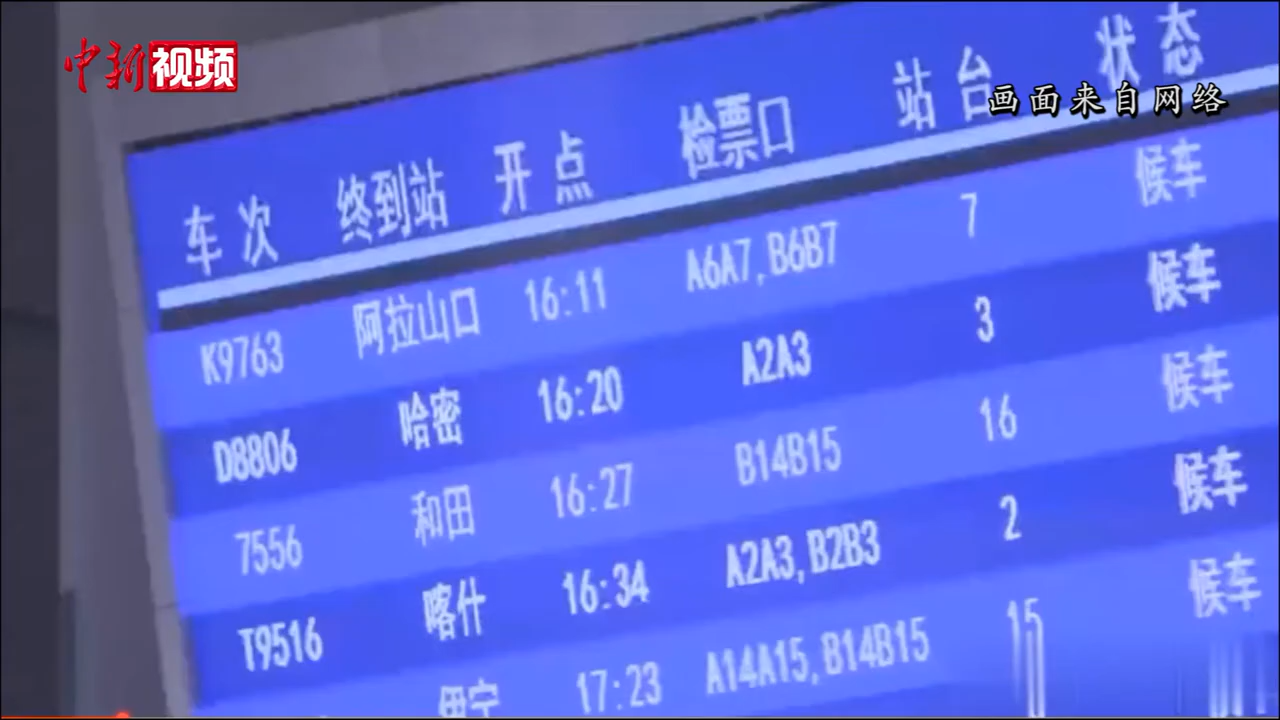 中新视频
画面来自网络
车次 终到站 开点 检票口 站台 状态
K9763 阿拉山口 16:11 A6A7,B6B7 7 候车
D8806 哈密 16:20 A2A3 3 候车
7556 和田 16:27 B14B15 16 候车
T9516 喀什 16:34 A2A3,B2B3 2 候车
伊宁 17:23 A14A15,B14B15 15 候车